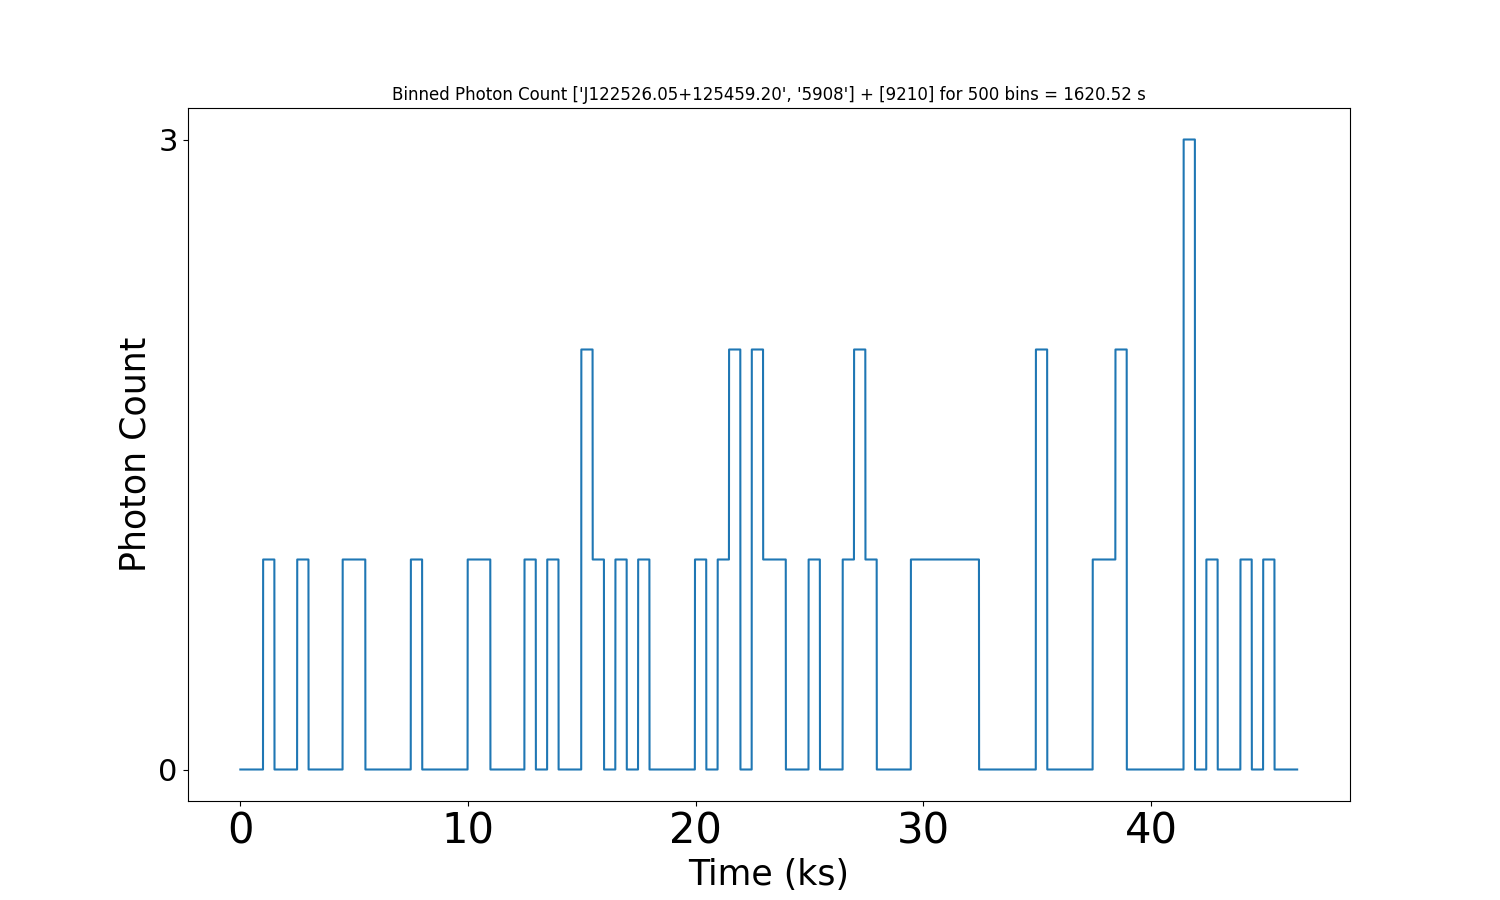 Binned Photon Count ['J122526.05+125459.20', '5908'] + [9210] for 500 bins = 1620.52 s
3
Photon Count
0
0 10 20 30 40
Time (ks)